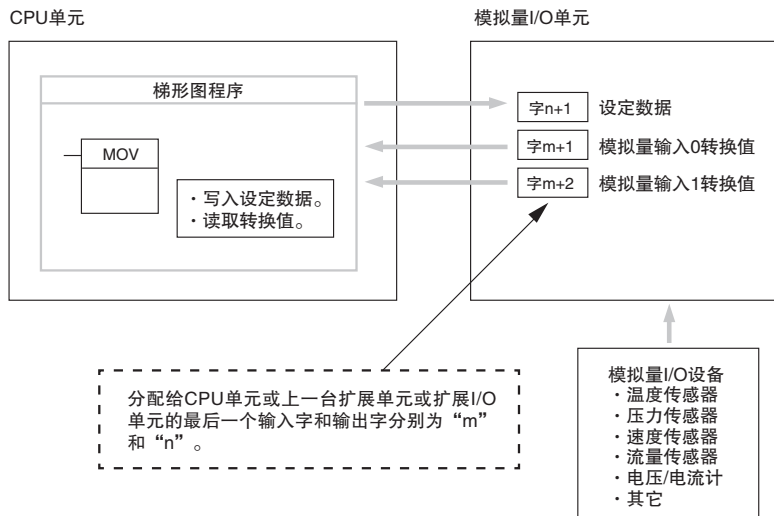 CPU单元
模拟量I/O单元
梯形图程序
MOV
·写入设定数据。
·读取转换值。
字n+1 设定数据
字m+1 模拟量输入0转换值
字m+2 模拟量输入1转换值
分配给CPU单元或上一台扩展单元或扩展I/O
单元的最后一个输入字和输出字分别为“m”
和“n”。
模拟量I/O设备
·温度传感器
·压力传感器
·速度传感器
·流量传感器
·电压/电流计
·其它